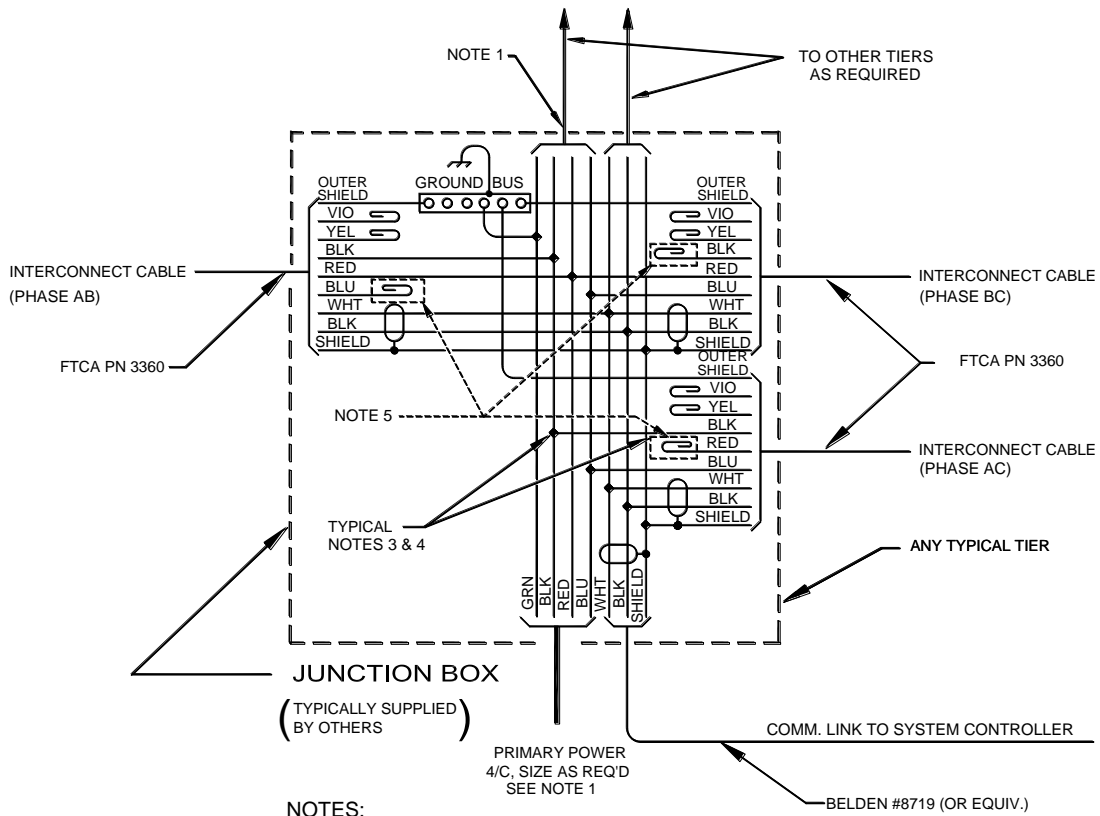 NOTE 1
TO OTHER TIERS
AS REQUIRED
GROUND BUS
OUTER
SHIELD
VIO
YEL
BLK
RED
BLU
WHT
BLK
SHIELD
INTERCONNECT CABLE
(PHASE AB)
FTCA PN 3360
OUTER
SHIELD
VIO
YEL
BLK
RED
BLU
WHT
BLK
SHIELD
INTERCONNECT CABLE
(PHASE BC)
FTCA PN 3360
OUTER
SHIELD
VIO
YEL
BLK
RED
BLU
WHT
BLK
SHIELD
INTERCONNECT CABLE
(PHASE AC)
NOTE 5
TYPICAL
NOTES 3 & 4
ANY TYPICAL TIER
GRN
BLK
RED
BLU
WHT
BLK
SHIELD
JUNCTION BOX
(TYPICALLY SUPPLIED
BY OTHERS)
PRIMARY POWER
4/C, SIZE AS REQ'D
SEE NOTE 1
COMM. LINK TO SYSTEM CONTROLLER
BELDEN #8719 (OR EQUIV.)
NOTES: